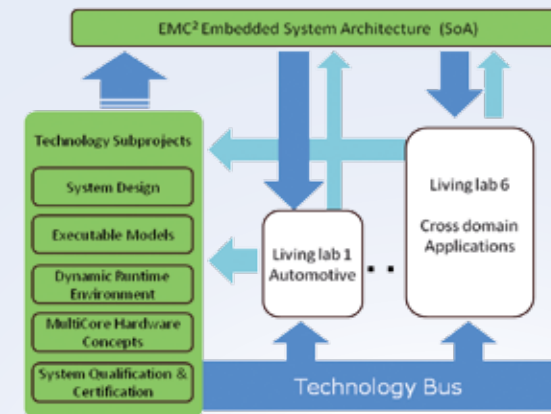 EMC² Embedded System Architecture (SoA)
Technology Subprojects
System Design
Executable Models
Dynamic Runtime
Environment
MultiCore Hardware
Concepts
System Qualification &
Certification
Living lab 1
Automotive
Living lab 6
Cross domain
Applications
Technology Bus